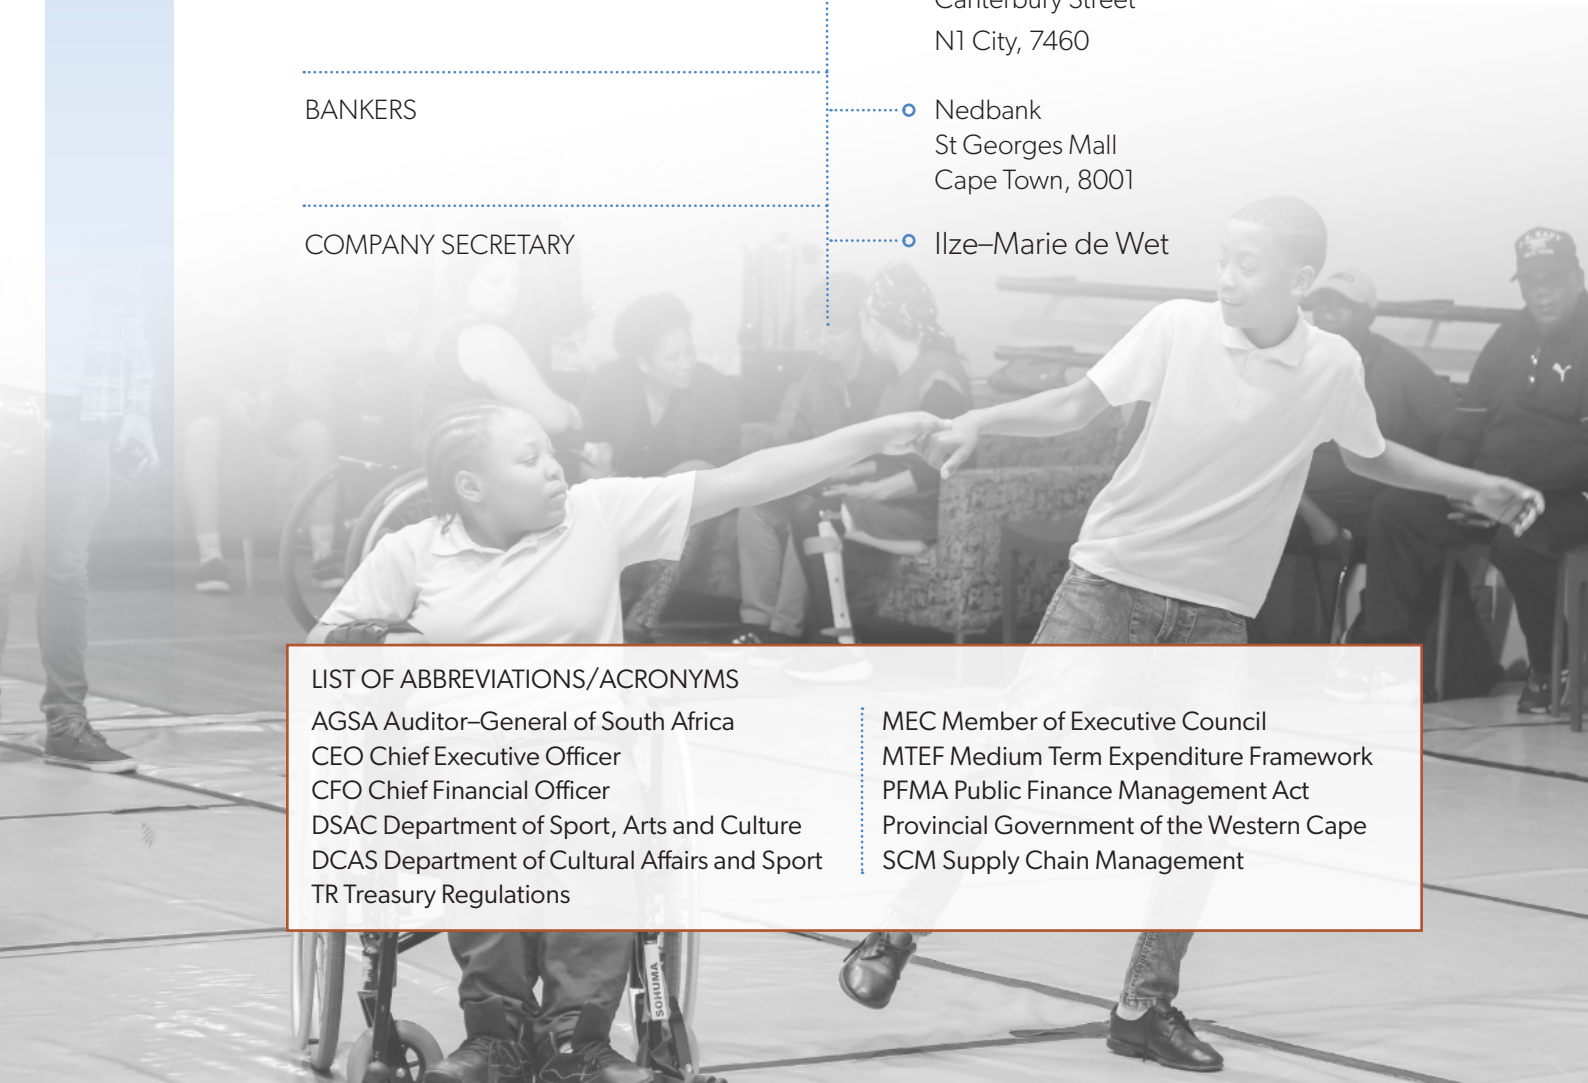 Canterbury Street
N1 City, 7460
BANKERS
Nedbank
St Georges Mall
Cape Town, 8001
COMPANY SECRETARY
Ilze–Marie de Wet
LIST OF ABBREVIATIONS/ACRONYMS
AGSA Auditor–General of South Africa
CEO Chief Executive Officer
CFO Chief Financial Officer
DSAC Department of Sport, Arts and Culture
DCAS Department of Cultural Affairs and Sport
TR Treasury Regulations
MEC Member of Executive Council
MTEF Medium Term Expenditure Framework
PFMA Public Finance Management Act
Provincial Government of the Western Cape
SCM Supply Chain Management
SOHUMA